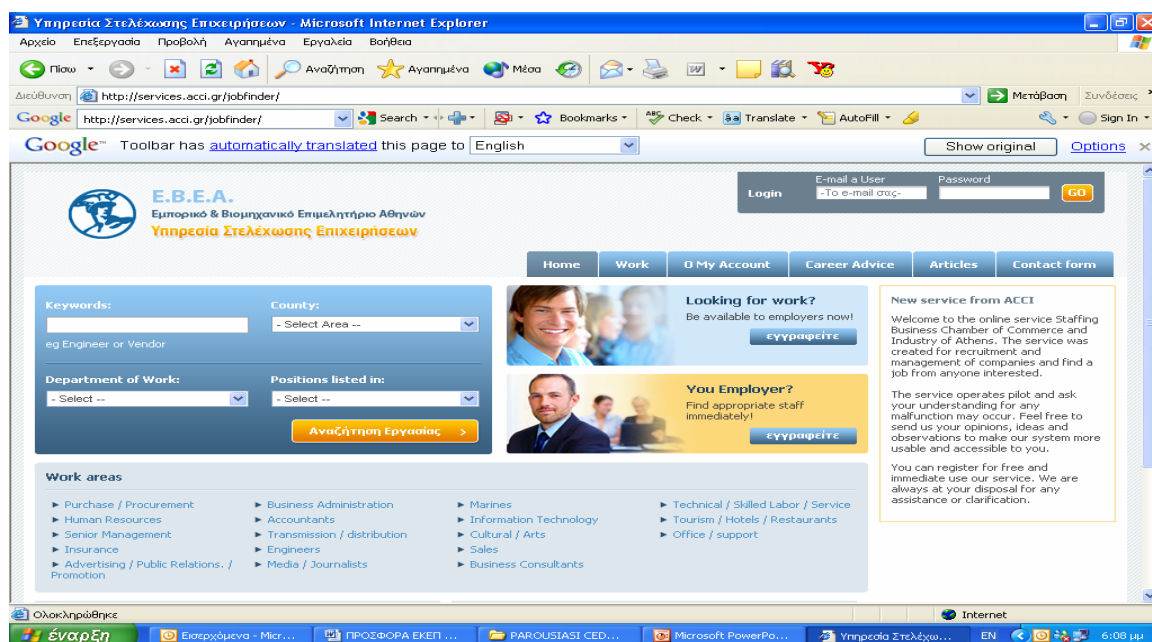 Υπηρεσία Στελέχωσης Επιχειρήσεων - Microsoft Internet Explorer
Αρχείο Επεξεργασία Προβολή Αγαπημένα Εργαλεία Βοήθεια
Πίσω Αναζήτηση Αγαπημένα Μέσα
Διεύθυνση http://services.acci.gr/jobfinder/ Μετάβαση Συνδέσεις »
Google http://services.acci.gr/jobfinder/ Search Bookmarks ABC Check Translate AutoFill Sign In
Google™ Toolbar has automatically translated this page to English Show original Options
E-mail a User Password
Login -Το e-mail σας- GO
E.B.E.A.
Εμπορικό & Βιομηχανικό Επιμελητήριο Αθηνών
Υπηρεσία Στελέχωσης Επιχειρήσεων
Home Work O My Account Career Advice Articles Contact form
Keywords: County:
- Select Area --
eg Engineer or Vendor
Department of Work: Positions listed in:
- Select -- - Select --
Αναζήτηση Εργασίας >
Looking for work?
Be available to employers now!
εγγραφείτε
You Employer?
Find appropriate staff
immediately!
εγγραφείτε
New service from ACCI
Welcome to the online service Staffing
Business Chamber of Commerce and
Industry of Athens. The service was
created for recruitment and
management of companies and find a
job from anyone interested.
The service operates pilot and ask
your understanding for any
malfunction may occur. Feel free to
send us your opinions, ideas and
observations to make our system more
usable and accessible to you.
You can register for free and
immediate use our service. We are
always at your disposal for any
assistance or clarification.
Work areas
Purchase / Procurement
Human Resources
Senior Management
Insurance
Advertising / Public Relations. /
Promotion
Business Administration
Accountants
Transmission / distribution
Engineers
Media / Journalists
Marines
Information Technology
Cultural / Arts
Sales
Business Consultants
Technical / Skilled Labor / Service
Tourism / Hotels / Restaurants
Office / support
Ολοκληρώθηκε Internet
έναρξη Εισερχόμενα - Micr... ΠΡΟΣΦΟΡΑ ΕΚΕΠ ... PAROUSIASI CED... Microsoft PowerPo... Υπηρεσία Στελέχω... EN 6:08 μμ